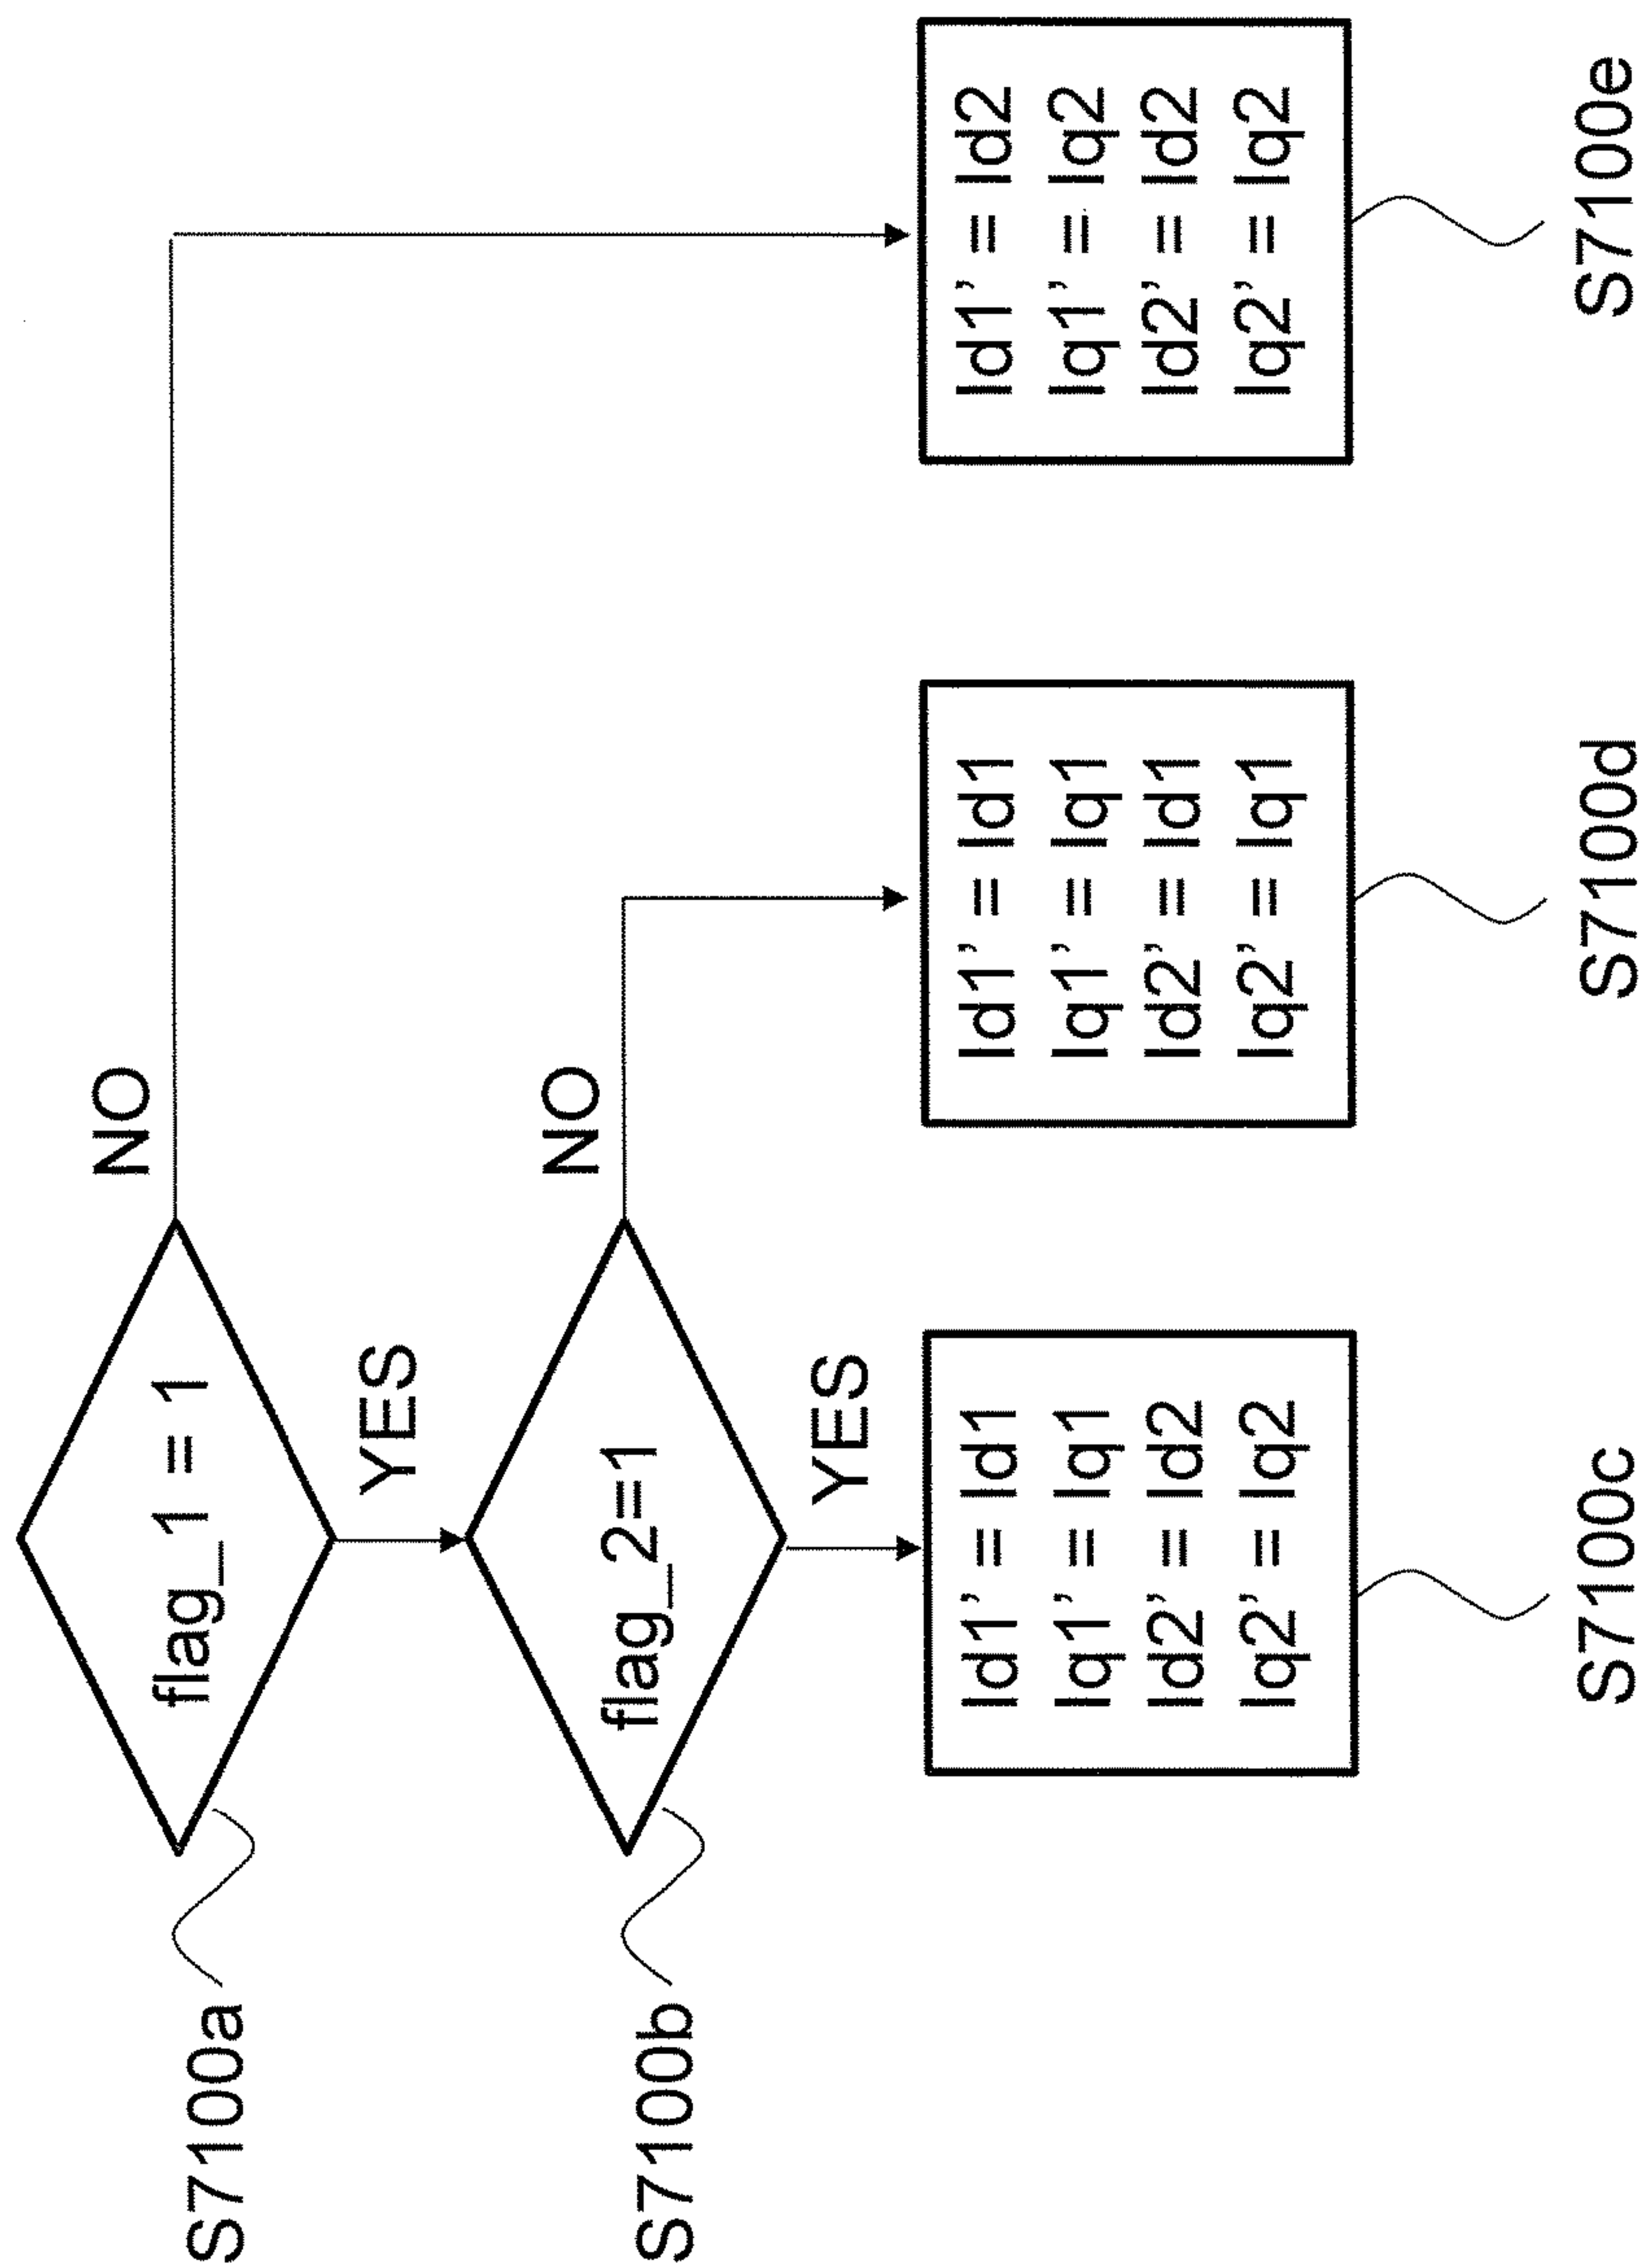 S7100a
flag_1 = 1
NO
YES
S7100b
flag_2=1
NO
YES
Id1' = Id1
Iq1' = Iq1
Id2' = Id2
Iq2' = Iq2
S7100c
Id1' = Id1
Iq1' = Iq1
Id2' = Id1
Iq2' = Iq1
S7100d
Id1' = Id2
Iq1' = Iq2
Id2' = Id2
Iq2' = Iq2
S7100e